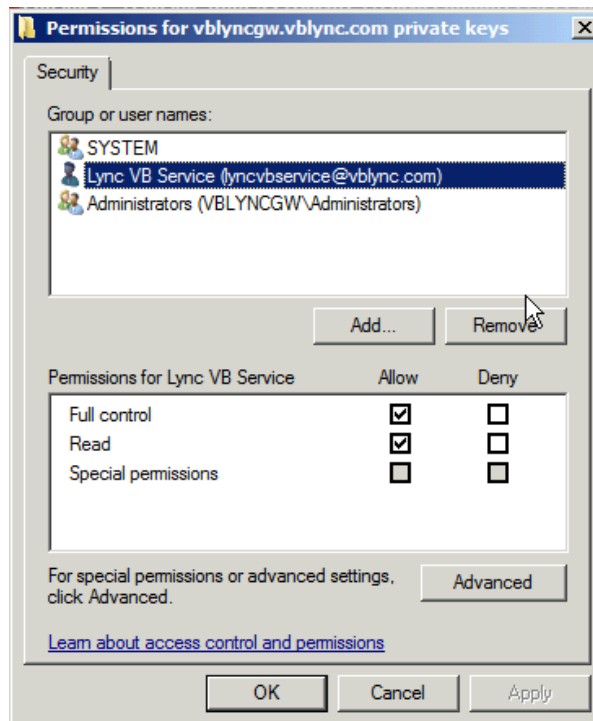 Permissions for vblyncgw.vblync.com private keys
Security
Group or user names:
SYSTEM
Lync VB Service (lyncvbservice@vblync.com)
Administrators (VBLYNCGW\Administrators)
Add... Remove
Permissions for Lync VB Service Allow Deny
Full control
Read
Special permissions
For special permissions or advanced settings, Advanced
click Advanced.
Learn about access control and permissions
OK Cancel Apply